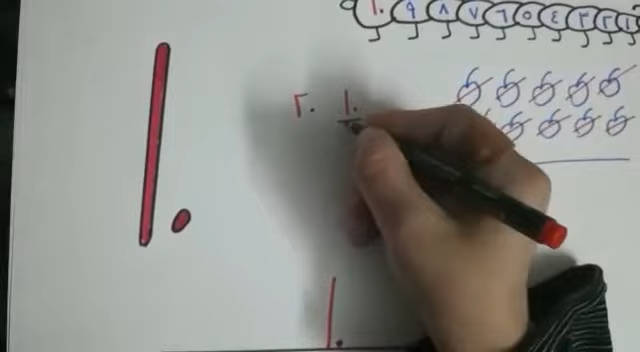 ١ ٢ ٣ ٤ ٥ ٦ ٧ ٨ ٩ ١٠
١٠
١٠ ٢٠
١٠